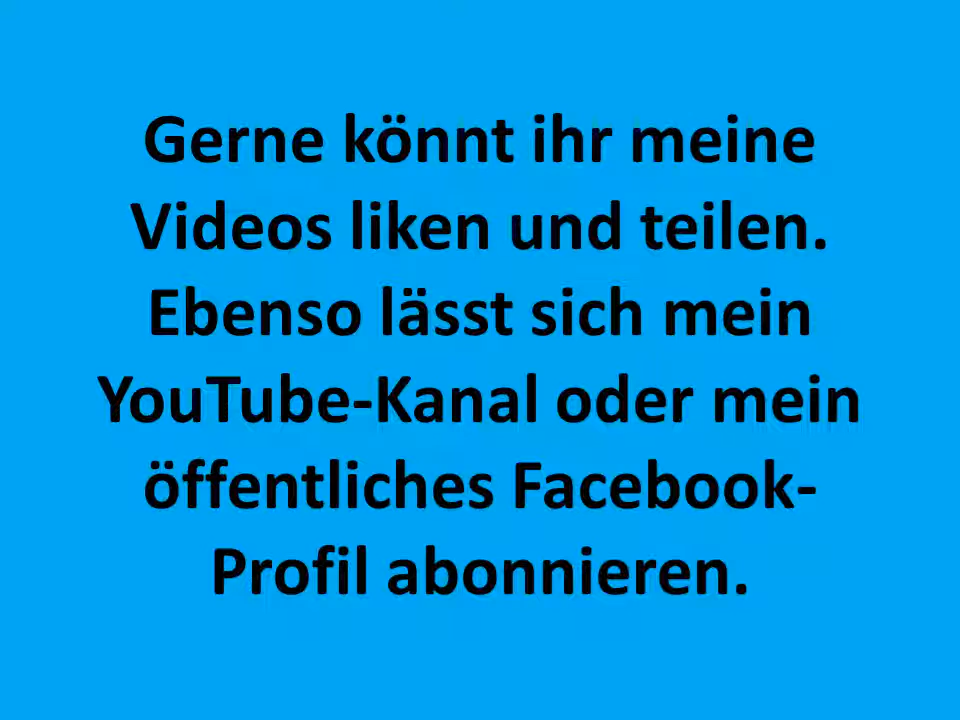 Gerne könnt ihr meine
Videos liken und teilen.
Ebenso lässt sich mein
YouTube-Kanal oder mein
öffentliches Facebook-
Profil abonnieren.